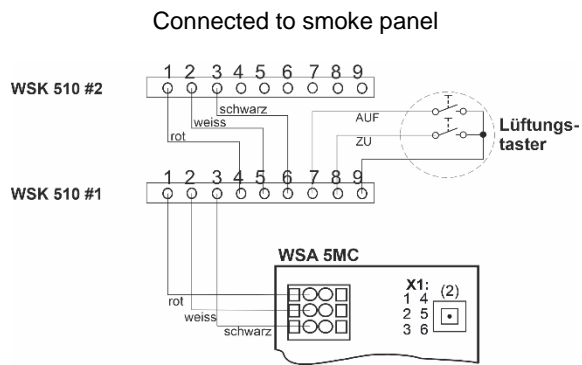 Connected to smoke panel
1 2 3 4 5 6 7 8 9
WSK 510 #2
schwarz
weiss
rot
AUF
ZU
Lüftungs-
taster
1 2 3 4 5 6 7 8 9
WSK 510 #1
WSA 5MC
rot
weiss
schwarz
X1:
1 4 (2)
2 5
3 6